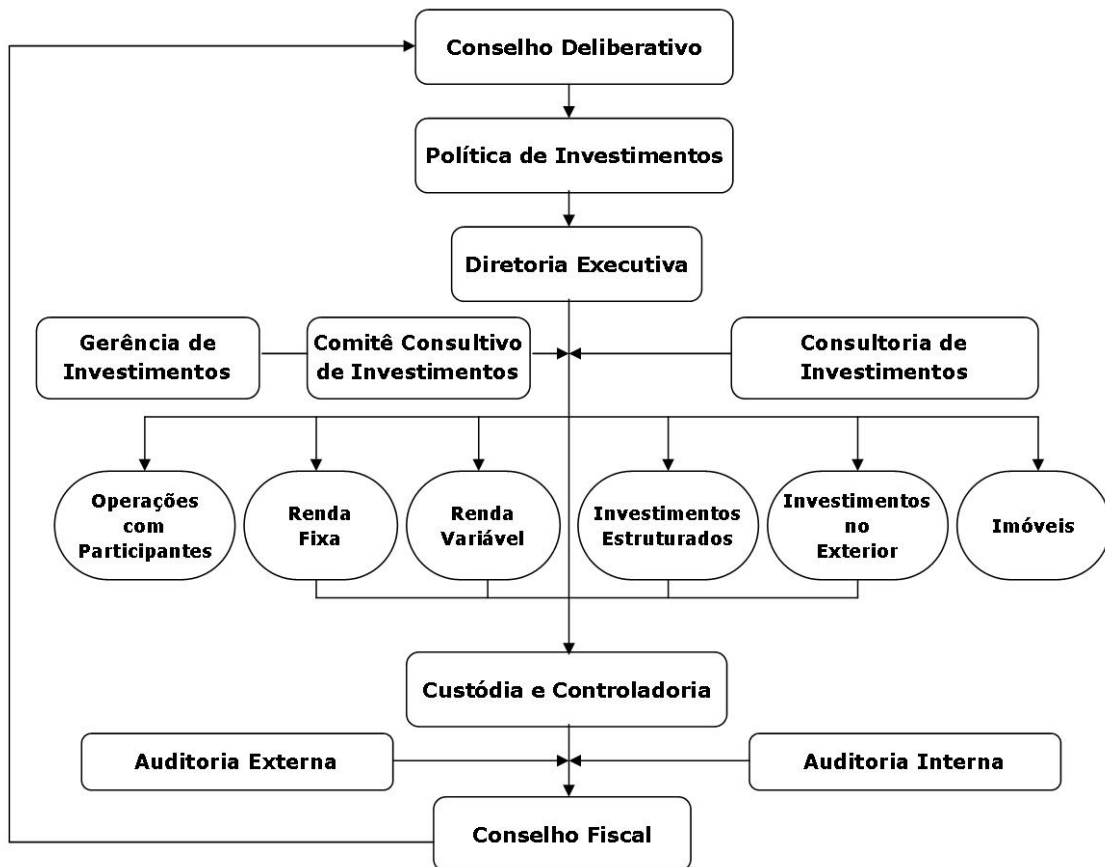 Conselho Deliberativo
Política de Investimentos
Diretoria Executiva
Gerência de
Investimentos
Comitê Consultivo
de Investimentos
Consultoria de
Investimentos
Operações
com
Participantes
Renda
Fixa
Renda
Variável
Investimentos
Estruturados
Investimentos
no
Exterior
Imóveis
Custódia e Controladoria
Auditoria Externa
Auditoria Interna
Conselho Fiscal